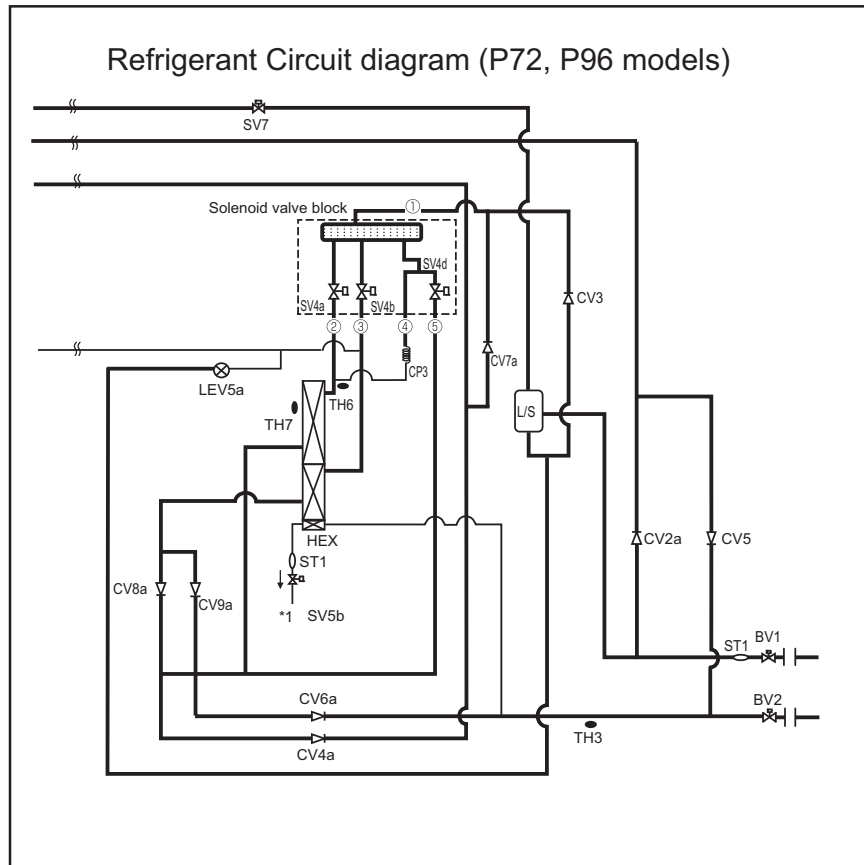 Refrigerant Circuit diagram (P72, P96 models)
SV7
Solenoid valve block
①
SV4d
SV4a
SV4b
CV3
② ③ ④ ⑤
CV7a
CP3
LEV5a
TH6
TH7
L/S
HEX
CV2a
CV5
ST1
CV8a
CV9a
*1
SV5b
ST1
BV1
CV6a
BV2
TH3
CV4a